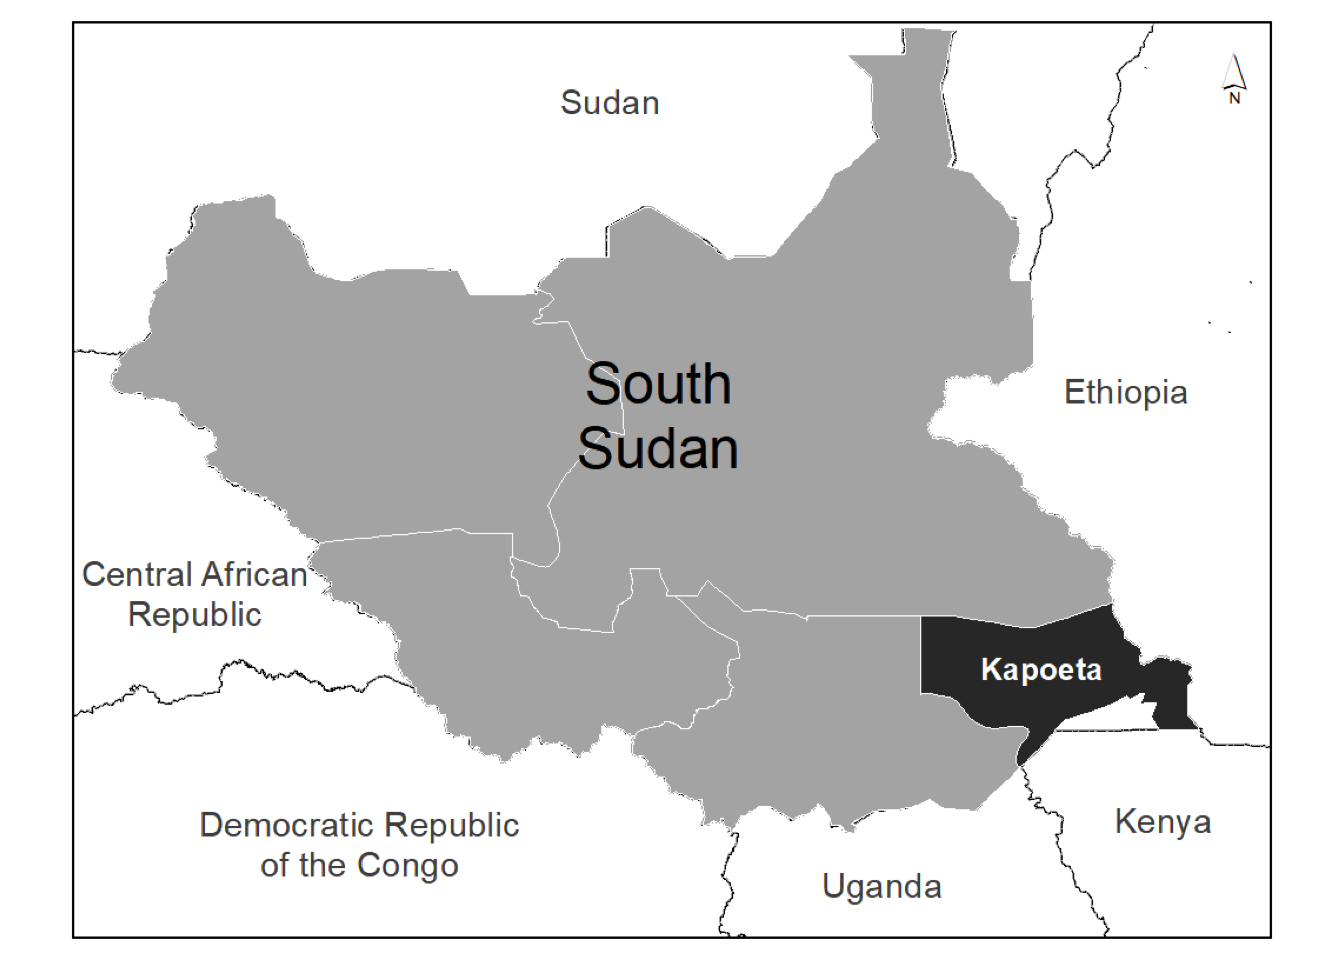 Sudan
N
South
Sudan
Ethiopia
Central African
Republic
Kapoeta
Democratic Republic
of the Congo
Kenya
Uganda